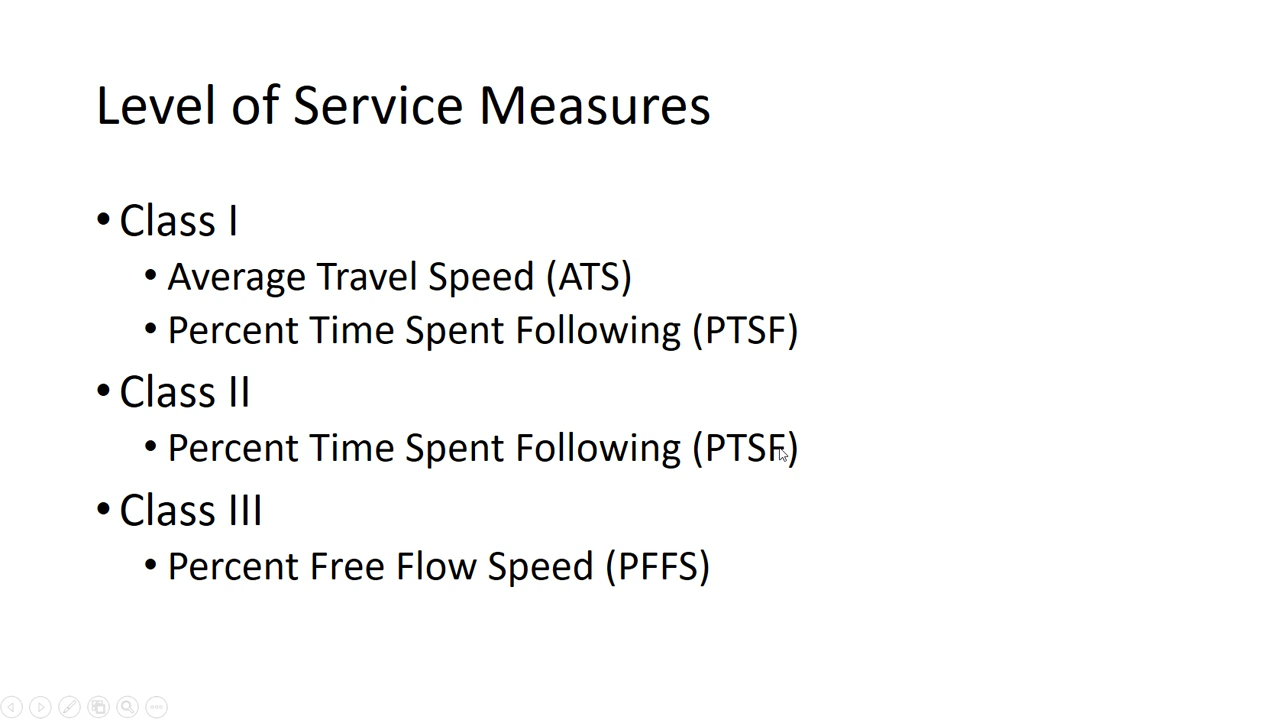 Level of Service Measures
• Class I
• Average Travel Speed (ATS)
• Percent Time Spent Following (PTSF)
• Class II
• Percent Time Spent Following (PTSF)
• Class III
• Percent Free Flow Speed (PFFS)